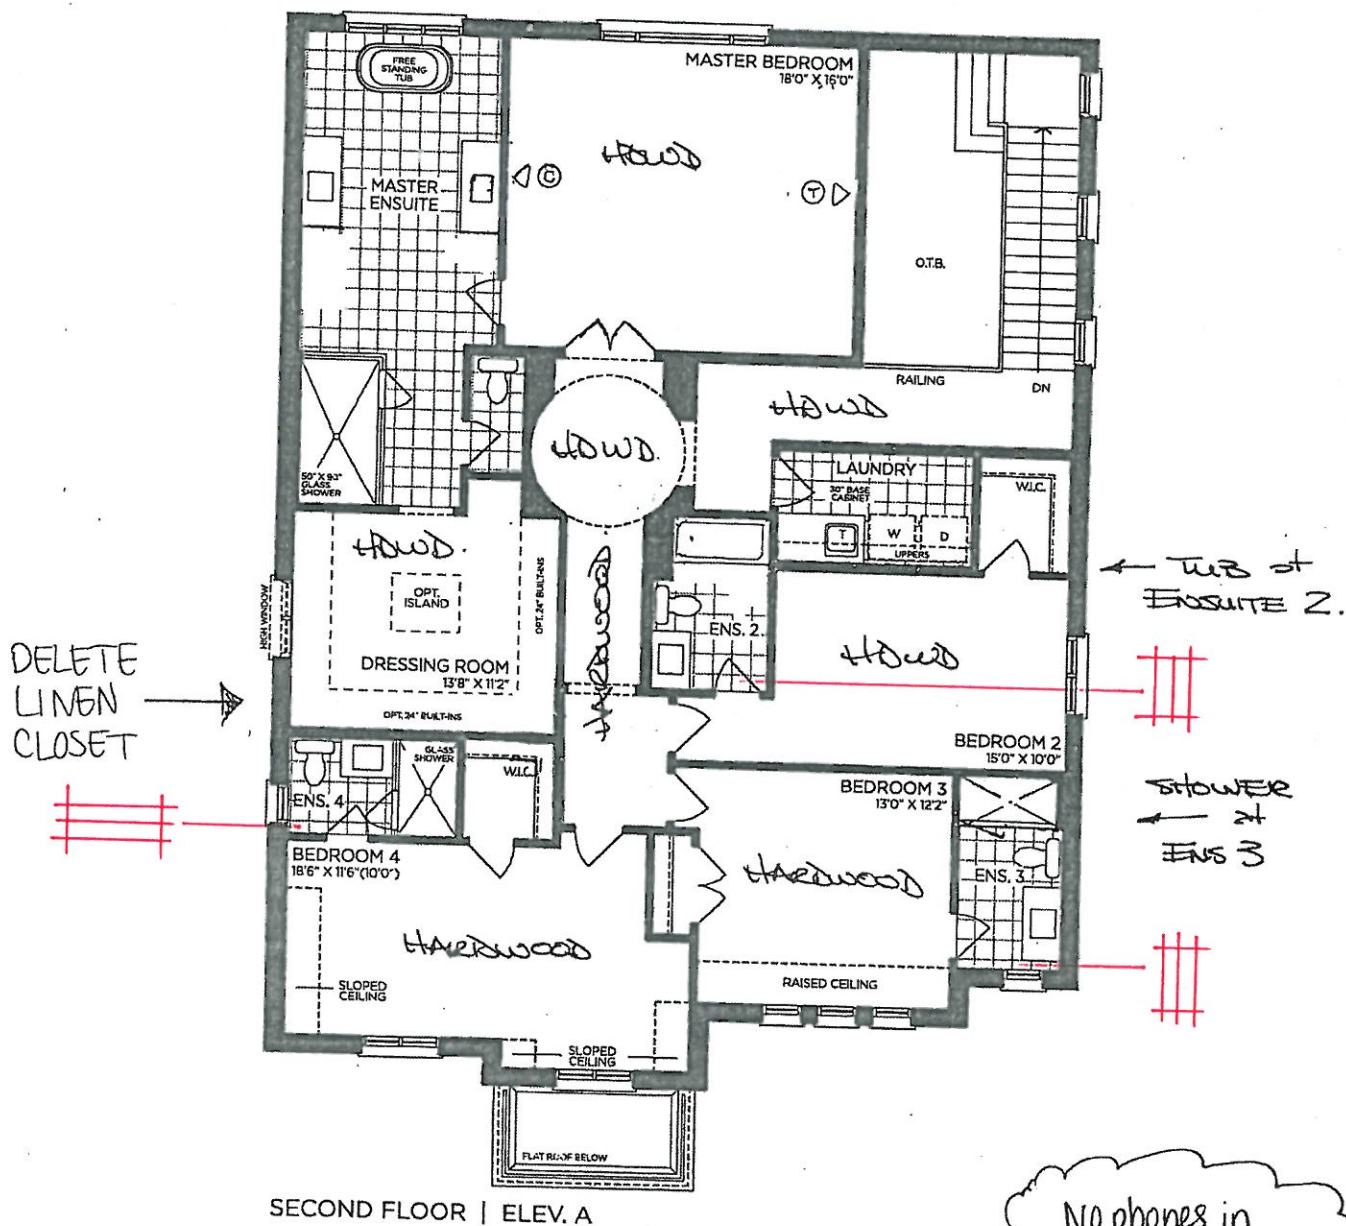 FREE
STANDING
TUB
MASTER BEDROOM
18'0" X 16'0"
HDWD
MASTER
ENSUITE
C
T
O.T.B.
RAILING
DN
HDWD
HDWD.
LAUNDRY
30" BASE
CABINET
W.I.C.
T
W
D
UPPERS
GLASS
SHOWER
HDWD.
OPT.
ISLAND
OPT. 24" BUILT-INS
HIGH WINDOW
DRESSING ROOM
13'8" X 11'2"
OPT. 24" BUILT-INS
HARDWOOD
ENS. 2
HDWD
← TUB at
ENSUITE 2.
DELETE
LINEN
CLOSET
BEDROOM 2
15'0" X 10'0"
GLASS
SHOWER
W.I.C.
ENS. 4
BEDROOM 3
13'0" X 12'2"
SHOWER
← at
ENS 3
BEDROOM 4
18'6" X 11'6"(10'0")
HARDWOOD
ENS. 3
HARDWOOD
SLOPED
CEILING
RAISED CEILING
SLOPED
CEILING
FLAT ROOF BELOW
SECOND FLOOR | ELEV. A
No phones in